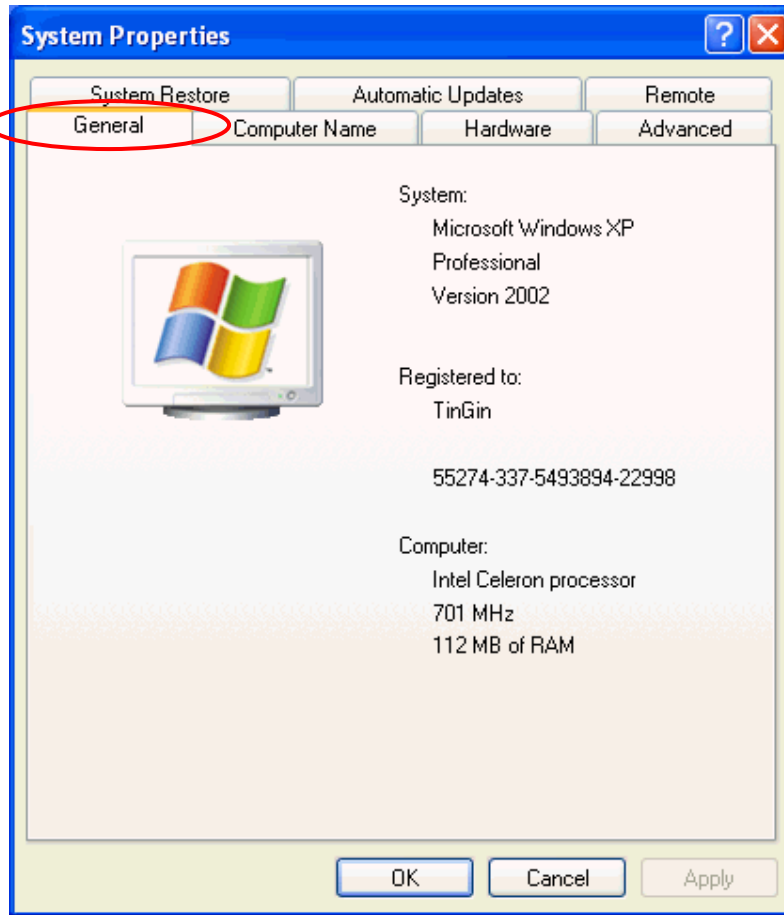 System Properties
System Restore Automatic Updates Remote
General Computer Name Hardware Advanced
System:
Microsoft Windows XP
Professional
Version 2002
Registered to:
TinGin
55274-337-5493894-22998
Computer:
Intel Celeron processor
701 MHz
112 MB of RAM
OK Cancel Apply